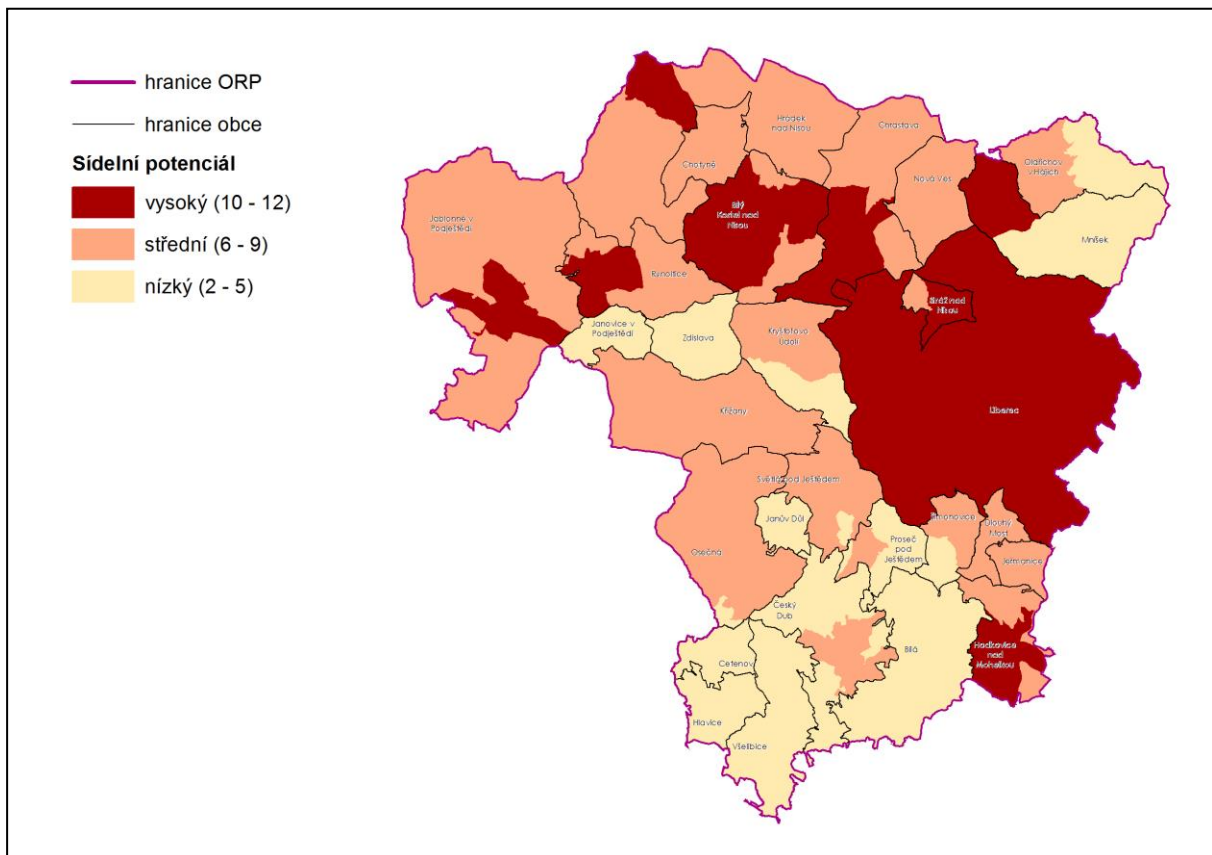 hranice ORP
hranice obce
Sídelní potenciál
vysoký (10 - 12)
střední (6 - 9)
nízký (2 - 5)
Hrádek
nad Nisou
Chrastava
Chotyně
Oldřichov
v Hájích
Nová Ves
Bílý
Kostel nad
Nisou
Jablonné v
Podještědí
Mníšek
Rynoltice
Stráž nad
Nisou
Janovice v
Podještědí
Zdislava
Kryštofovo
Údolí
Křižany
Liberec
Světlá pod Ještědem
Janův Důl
Šimonovice
Dlouhý
Most
Proseč
pod
Ještědem
Osečná
Jeřmanice
Český
Dub
Bílá
Hodkovice
nad
Mohelkou
Cetenov
Hlavice
Všelibice